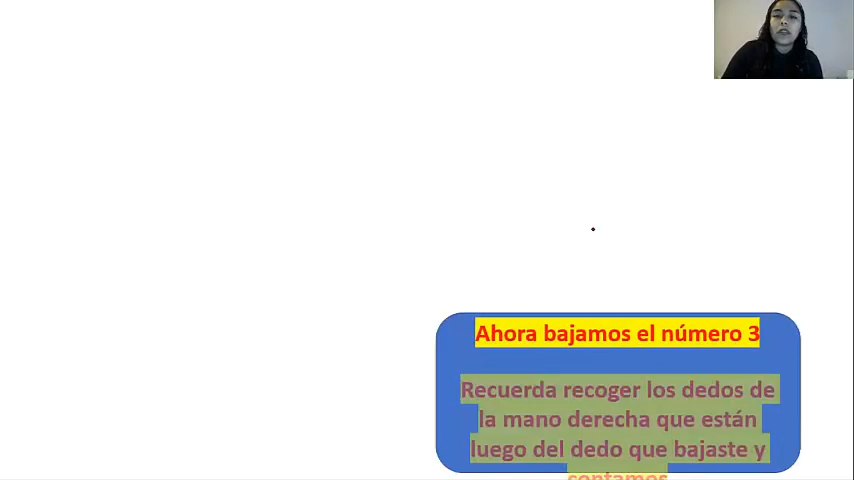 Ahora bajamos el número 3
Recuerda recoger los dedos de
la mano derecha que están
luego del dedo que bajaste y
contamos